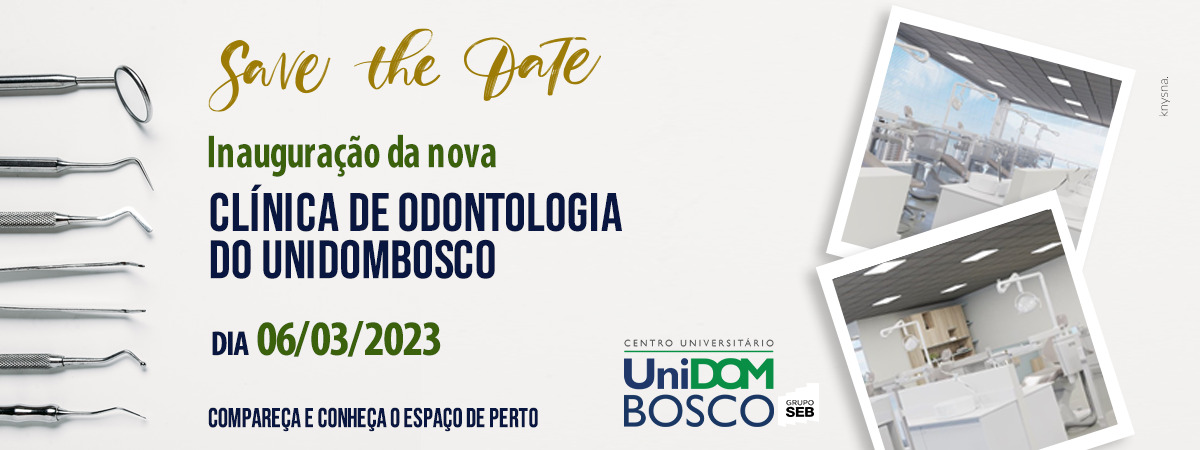 Save the Date
Inauguração da nova
CLÍNICA DE ODONTOLOGIA
DO UNIDOMBOSCO
DIA 06/03/2023
COMPAREÇA E CONHEÇA O ESPAÇO DE PERTO
CENTRO UNIVERSITÁRIO
UniDOM
BOSCO
GRUPO
SEB
knysna.